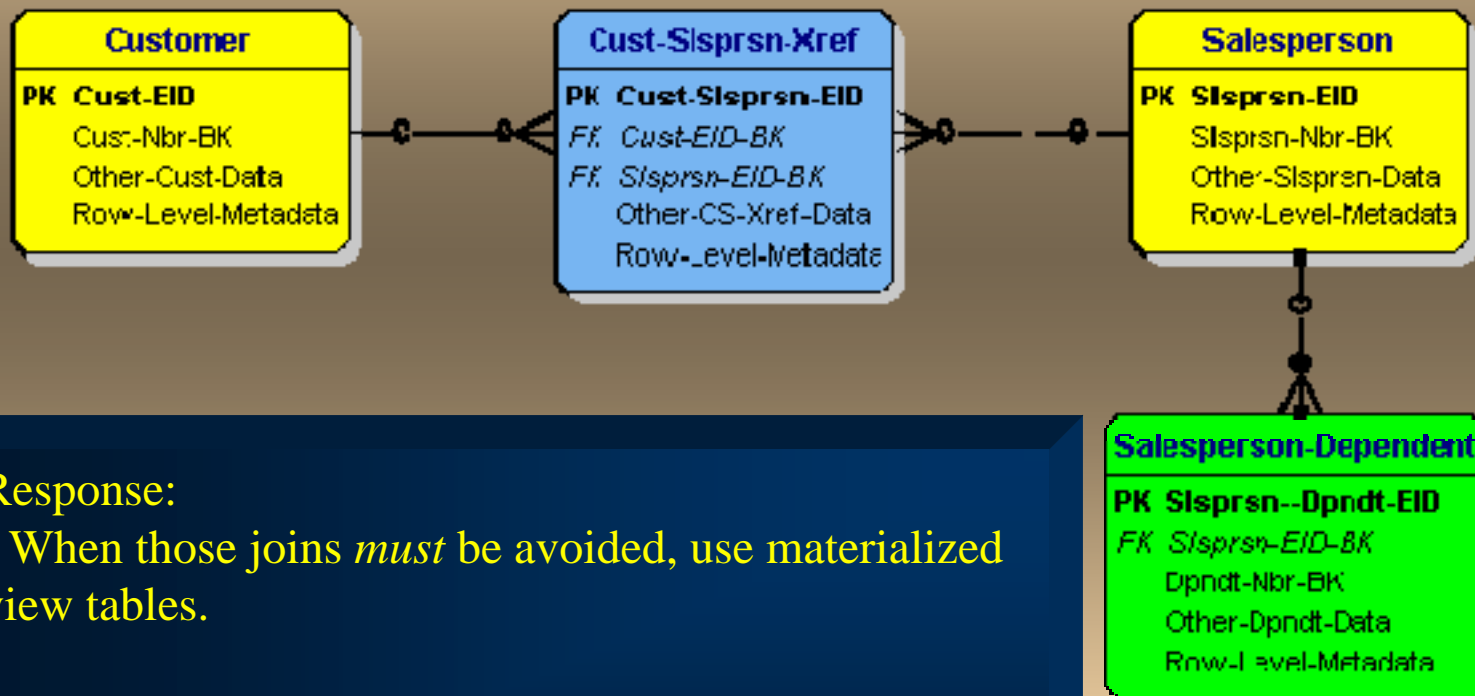 Customer
PK Cust-EID
Cust-Nbr-BK
Other-Cust-Data
Row-Level-Metadata
Cust-Slsprsn-Xref
PK Cust-Slsprsn-EID
FK Cust-EID-BK
FK Slsprsn-EID-BK
Other-CS-Xref-Data
Row-Level-Metadata
Salesperson
PK Slsprsn-EID
Slsprsn-Nbr-BK
Other-Slsprsn-Data
Row-Level-Metadata
Salesperson-Dependent
PK Slsprsn--Dpndt-EID
FK Slsprsn-EID-BK
Dpndt-Nbr-BK
Other-Dpndt-Data
Row-Level-Metadata
Response:
When those joins must be avoided, use materialized
view tables.